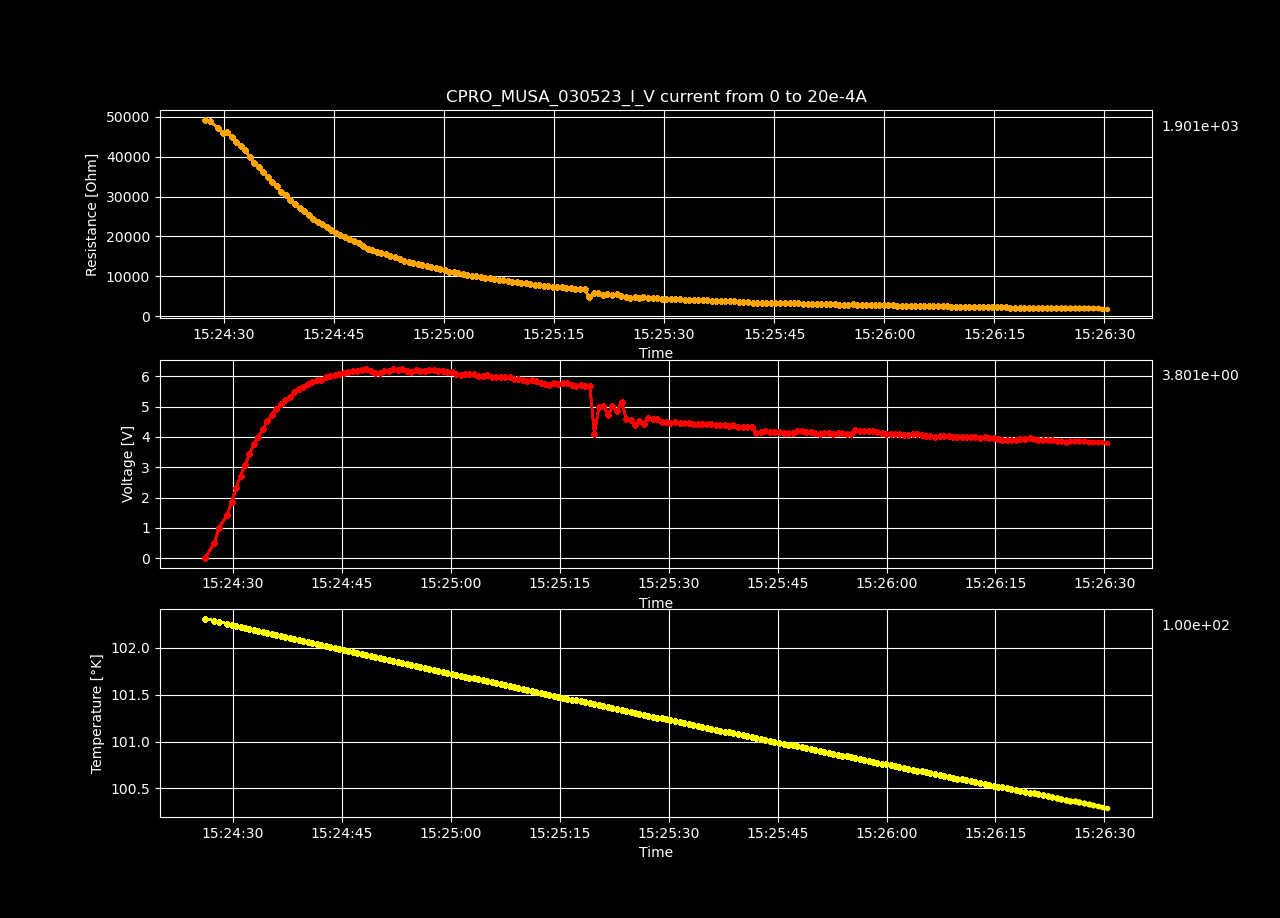 CPRO_MUSA_030523_I_V current from 0 to 20e-4A
50000
40000
30000
20000
10000
0
Resistance [Ohm]
1.901e+03
15:24:30 15:24:45 15:25:00 15:25:15 15:25:30 15:25:45 15:26:00 15:26:15 15:26:30
Time
6
5
4
3
2
1
0
Voltage [V]
3.801e+00
15:24:30 15:24:45 15:25:00 15:25:15 15:25:30 15:25:45 15:26:00 15:26:15 15:26:30
Time
102.0
101.5
101.0
100.5
Temperature [°K]
1.00e+02
15:24:30 15:24:45 15:25:00 15:25:15 15:25:30 15:25:45 15:26:00 15:26:15 15:26:30
Time